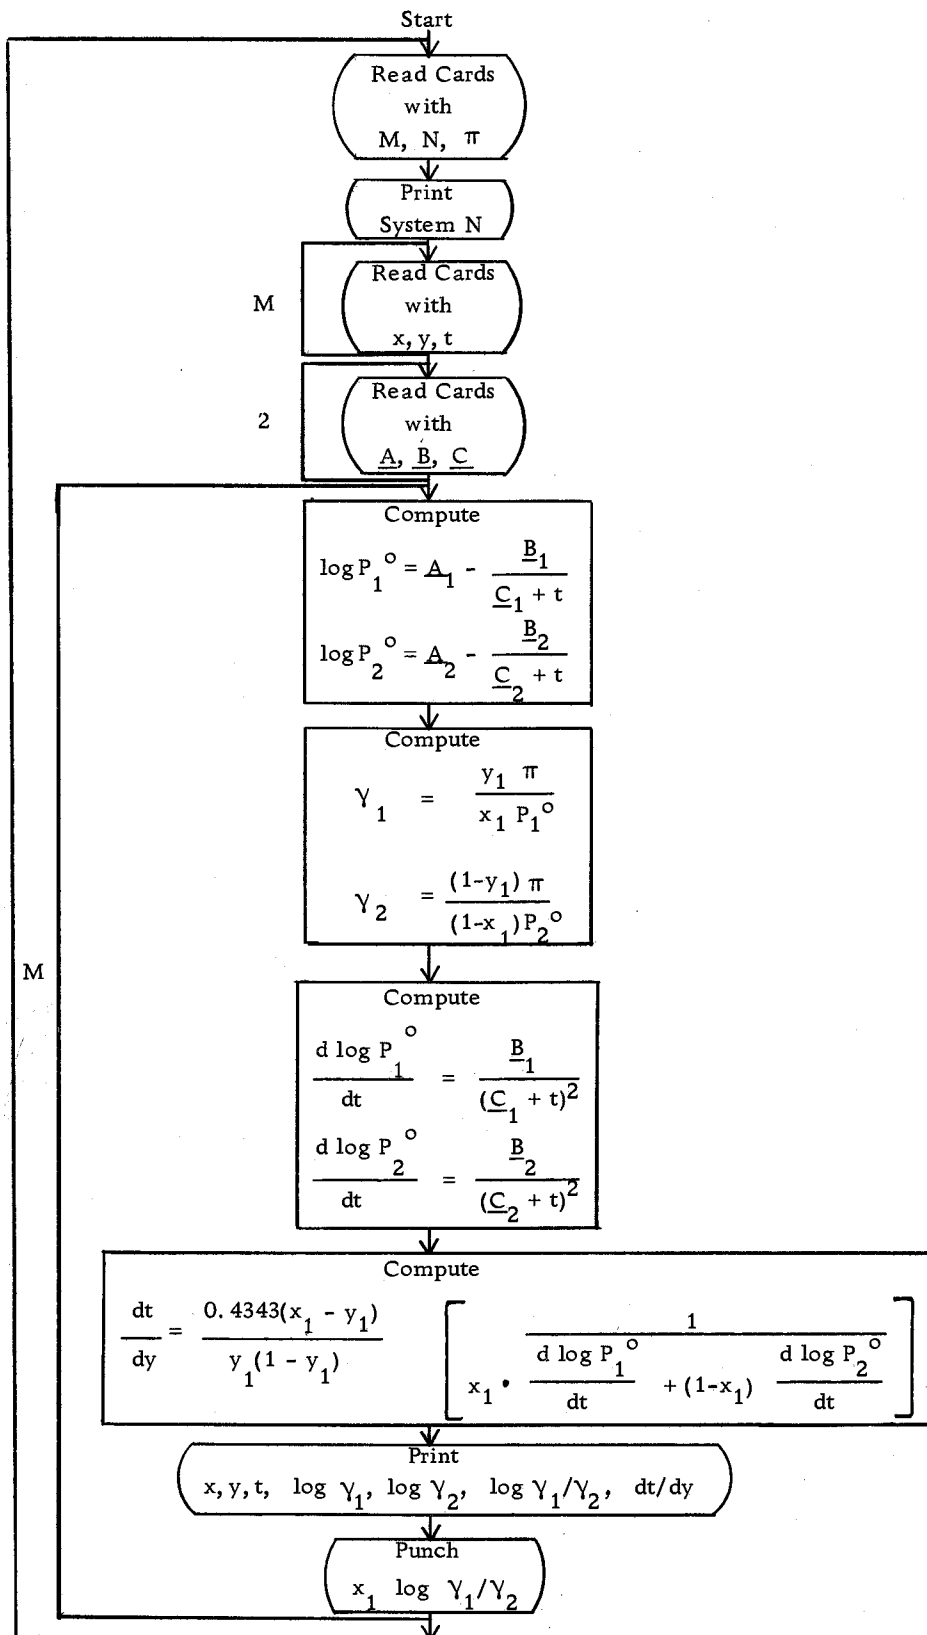 Start
Read Cards
with
M, N, π
Print
System N
M
Read Cards
with
x, y, t
2
Read Cards
with
A, B, C
Compute
log P₁° = A₁ - B₁ / (C₁ + t)
log P₂° = A₂ - B₂ / (C₂ + t)
Compute
γ₁ = y₁ π / x₁ P₁°
γ₂ = (1-y₁) π / (1-x₁) P₂°
M
Compute
d log P₁° / dt = B₁ / (C₁ + t)²
d log P₂° / dt = B₂ / (C₂ + t)²
Compute
dt / dy = 0.4343(x₁ - y₁) / y₁(1 - y₁) [ 1 / x₁ · d log P₁° / dt + (1-x₁) d log P₂° / dt ]
Print
x, y, t, log γ₁, log γ₂, log γ₁/γ₂, dt/dy
Punch
x₁ log γ₁/γ₂